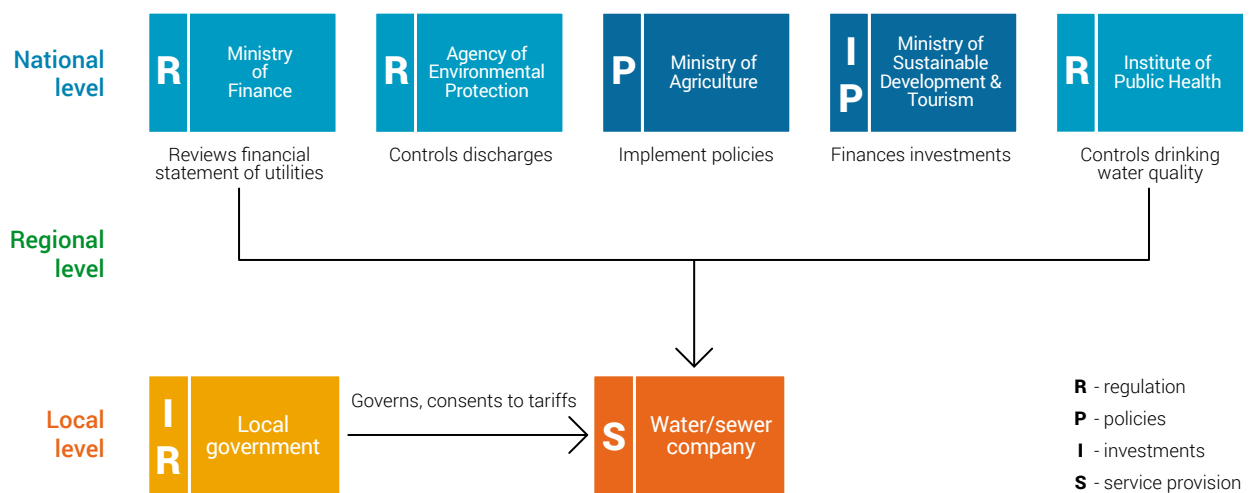 National
level
R
Ministry
of
Finance
R
Agency of
Environmental
Protection
P
Ministry of
Agriculture
I
P
Ministry of
Sustainable
Development &
Tourism
R
Institute of
Public Health
Reviews financial
statement of utilities
Controls discharges
Implement policies
Finances investments
Controls drinking
water quality
Regional
level
Local
level
I
R
Local
government
Governs, consents to tariffs
S
Water/sewer
company
R - regulation
P - policies
I - investments
S - service provision